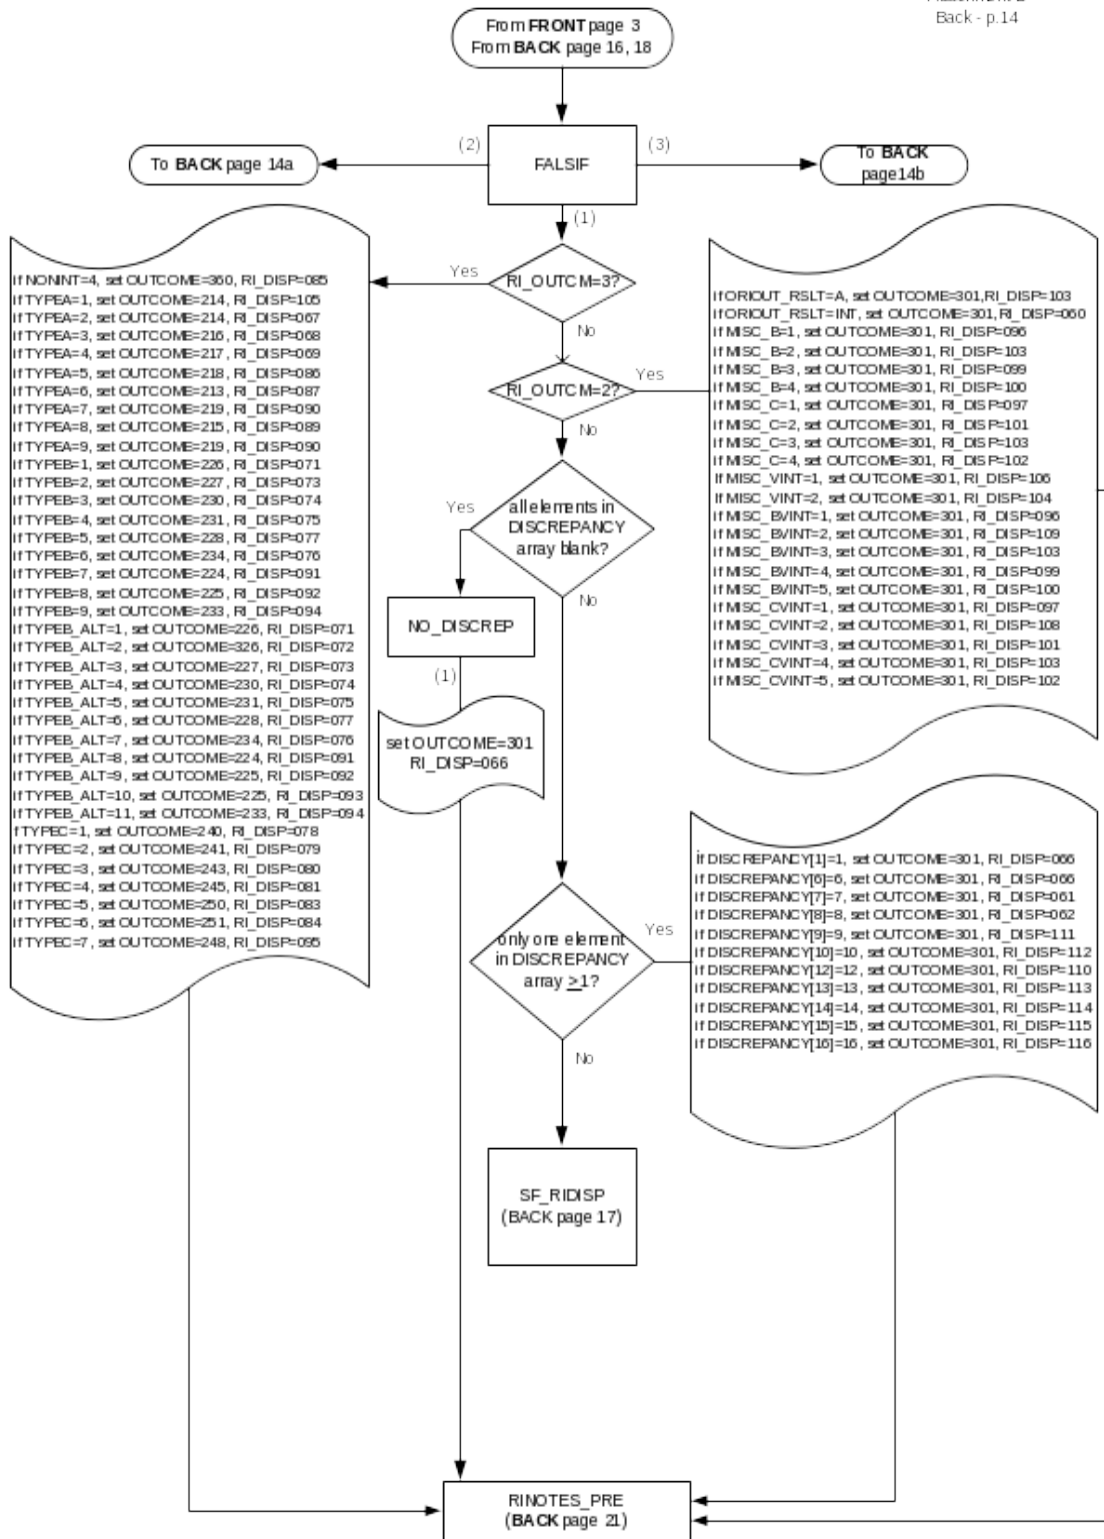 Back - p.14
From FRONT page 3
From BACK page 16, 18
(2)
(3)
To BACK page 14a
FALSIF
To BACK
page14b
(1)
Yes
RI_OUTCM=3?
No
RI_OUTCM=2?
Yes
No
if NONINT=4, set OUTCOME=360, RI_DISP=085
if TYPEA=1, set OUTCOME=214, RI_DISP=105
if TYPEA=2, set OUTCOME=214, RI_DISP=067
if TYPEA=3, set OUTCOME=216, RI_DISP=068
if TYPEA=4, set OUTCOME=217, RI_DISP=069
if TYPEA=5, set OUTCOME=218, RI_DISP=086
if TYPEA=6, set OUTCOME=213, RI_DISP=087
if TYPEA=7, set OUTCOME=219, RI_DISP=090
if TYPEA=8, set OUTCOME=215, RI_DISP=089
if TYPEA=9, set OUTCOME=219, RI_DISP=090
if TYPEB=1, set OUTCOME=226, RI_DISP=071
if TYPEB=2, set OUTCOME=227, RI_DISP=073
if TYPEB=3, set OUTCOME=230, RI_DISP=074
if TYPEB=4, set OUTCOME=231, RI_DISP=075
if TYPEB=5, set OUTCOME=228, RI_DISP=077
if TYPEB=6, set OUTCOME=234, RI_DISP=076
if TYPEB=7, set OUTCOME=224, RI_DISP=091
if TYPEB=8, set OUTCOME=225, RI_DISP=092
if TYPEB=9, set OUTCOME=233, RI_DISP=094
if TYPEB_ALT=1, set OUTCOME=226, RI_DISP=071
if TYPEB_ALT=2, set OUTCOME=326, RI_DISP=072
if TYPEB_ALT=3, set OUTCOME=227, RI_DISP=073
if TYPEB_ALT=4, set OUTCOME=230, RI_DISP=074
if TYPEB_ALT=5, set OUTCOME=231, RI_DISP=075
if TYPEB_ALT=6, set OUTCOME=228, RI_DISP=077
if TYPEB_ALT=7, set OUTCOME=234, RI_DISP=076
if TYPEB_ALT=8, set OUTCOME=224, RI_DISP=091
if TYPEB_ALT=9, set OUTCOME=225, RI_DISP=092
if TYPEB_ALT=10, set OUTCOME=225, RI_DISP=093
if TYPEB_ALT=11, set OUTCOME=233, RI_DISP=094
f TYPEC=1, set OUTCOME=240, RI_DISP=078
if TYPEC=2, set OUTCOME=241, RI_DISP=079
if TYPEC=3, set OUTCOME=243, RI_DISP=080
if TYPEC=4, set OUTCOME=245, RI_DISP=081
if TYPEC=5, set OUTCOME=250, RI_DISP=083
if TYPEC=6, set OUTCOME=251, RI_DISP=084
if TYPEC=7, set OUTCOME=248, RI_DISP=095
if ORIOUT_RSLT=A, set OUTCOME=301,RI_DISP=103
if ORIOUT_RSLT=INT, set OUTCOME=301,RI_DISP=060
if MISC_B=1, set OUTCOME=301, RI_DISP=096
if MISC_B=2, set OUTCOME=301, RI_DISP=103
if MISC_B=3, set OUTCOME=301, RI_DISP=099
if MISC_B=4, set OUTCOME=301, RI_DISP=100
if MISC_C=1, set OUTCOME=301, RI_DISP=097
if MISC_C=2, set OUTCOME=301, RI_DISP=101
if MISC_C=3, set OUTCOME=301, RI_DISP=103
if MISC_C=4, set OUTCOME=301, RI_DISP=102
If MISC_VINT=1, set OUTCOME=301, RI_DISP=106
if MISC_VINT=2, set OUTCOME=301, RI_DISP=104
if MISC_BVINT=1, set OUTCOME=301, RI_DISP=096
if MISC_BVINT=2, set OUTCOME=301, RI_DISP=109
if MISC_BVINT=3, set OUTCOME=301, RI_DISP=103
if MISC_BVINT=4, set OUTCOME=301, RI_DISP=099
if MISC_BVINT=5, set OUTCOME=301, RI_DISP=100
if MISC_CVINT=1, set OUTCOME=301, RI_DISP=097
if MISC_CVINT=2, set OUTCOME=301, RI_DISP=108
if MISC_CVINT=3, set OUTCOME=301, RI_DISP=101
if MISC_CVINT=4, set OUTCOME=301, RI_DISP=103
if MISC_CVINT=5, set OUTCOME=301, RI_DISP=102
Yes
all elements in
DISCREPANCY
array blank?
No
NO_DISCREP
(1)
set OUTCOME=301
RI_DISP=066
only one element
in DISCREPANCY
array >1?
Yes
No
if DISCREPANCY[1]=1, set OUTCOME=301, RI_DISP=066
if DISCREPANCY[6]=6, set OUTCOME=301, RI_DISP=066
if DISCREPANCY[7]=7, set OUTCOME=301, RI_DISP=061
if DISCREPANCY[8]=8, set OUTCOME=301, RI_DISP=062
if DISCREPANCY[9]=9, set OUTCOME=301, RI_DISP=111
if DISCREPANCY[10]=10, set OUTCOME=301, RI_DISP=112
if DISCREPANCY[12]=12, set OUTCOME=301, RI_DISP=110
if DISCREPANCY[13]=13, set OUTCOME=301, RI_DISP=113
if DISCREPANCY[14]=14, set OUTCOME=301, RI_DISP=114
if DISCREPANCY[15]=15, set OUTCOME=301, RI_DISP=115
if DISCREPANCY[16]=16, set OUTCOME=301, RI_DISP=116
SF_RIDISP
(BACK page 17)
RINOTES_PRE
(BACK page 21)